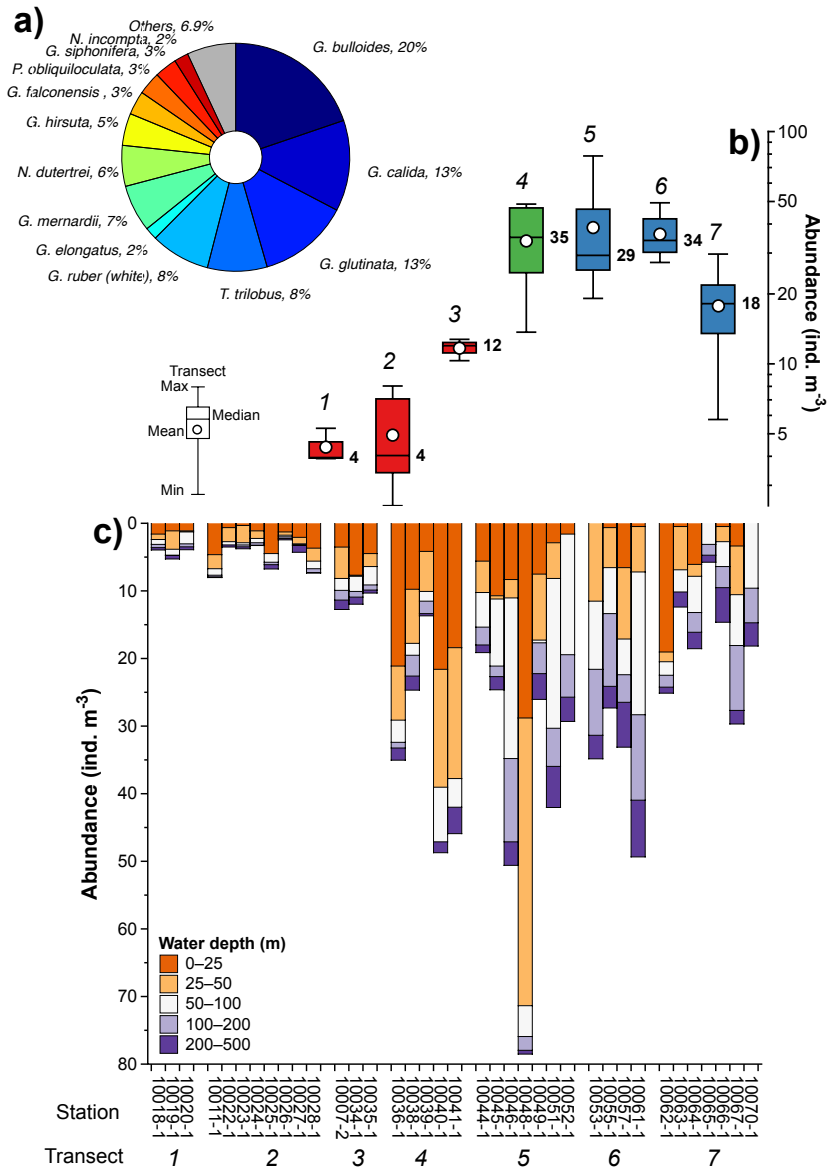 a)
Others, 6.9%
N. incompta, 2%
G. siphonifera, 3%
P. obliquiloculata, 3%
G. falconensis , 3%
G. hirsuta, 5%
N. dutertrei, 6%
G. mernardii, 7%
G. elongatus, 2%
G. ruber (white), 8%
T. trilobus, 8%
G. glutinata, 13%
G. calida, 13%
G. bulloides, 20%
b)
100
50
20
10
5
Abundance (ind. m-3)
1
2
3
4
5
6
7
4
4
12
35
29
34
18
Transect
Max
Median
Mean
Min
c)
0
10
20
30
40
50
60
70
80
Abundance (ind. m-3)
Water depth (m)
0–25
25–50
50–100
100–200
200–500
Station
10018-1
10019-1
10020-1
10011-1
10022-1
10023-1
10024-1
10025-1
10026-1
10027-1
10028-1
10007-2
10034-1
10035-1
10036-1
10038-1
10039-1
10040-1
10041-1
10044-1
10045-1
10046-1
10048-1
10049-1
10051-1
10052-1
10053-1
10055-1
10057-1
10061-1
10062-1
10063-1
10064-1
10065-1
10066-1
10067-1
10070-1
Transect
1
2
3
4
5
6
7